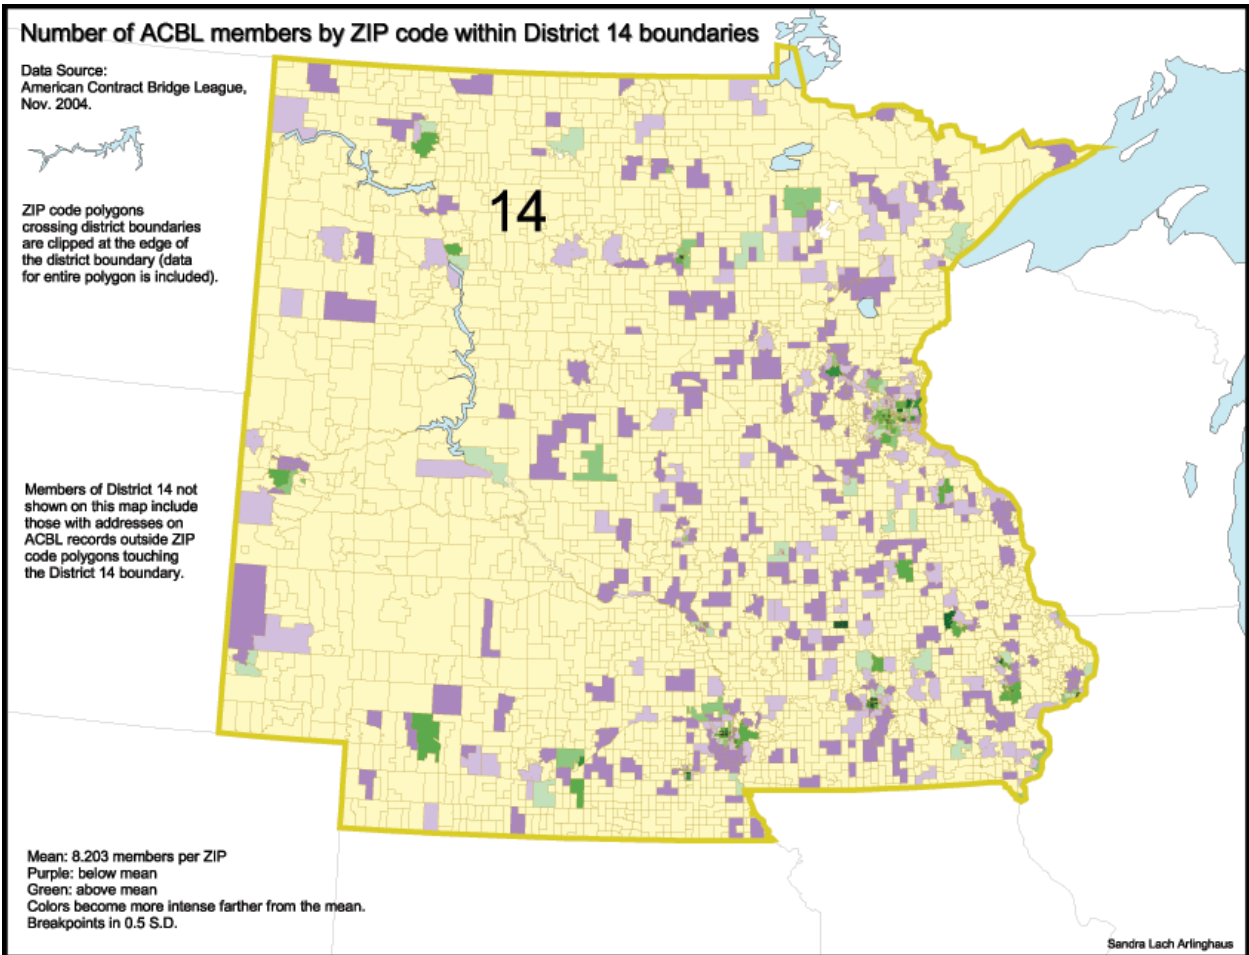 Number of ACBL members by ZIP code within District 14 boundaries
Data Source:
American Contract Bridge League,
Nov. 2004.
ZIP code polygons
crossing district boundaries
are clipped at the edge of
the district boundary (data
for entire polygon is included).
14
Members of District 14 not
shown on this map include
those with addresses on
ACBL records outside ZIP
code polygons touching
the District 14 boundary.
Mean: 8.203 members per ZIP
Purple: below mean
Green: above mean
Colors become more intense farther from the mean.
Breakpoints in 0.5 S.D.
Sandra Lach Arlinghaus